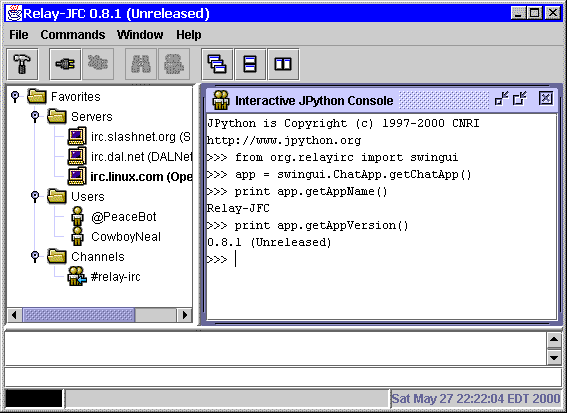 Relay-JFC 0.8.1 (Unreleased)
File Commands Window Help
Favorites
Servers
irc.slashnet.org (S
irc.dal.net (DALNet
irc.linux.com (Ope
Users
@PeaceBot
CowboyNeal
Channels
#relay-irc
Interactive JPython Console
JPython is Copyright (c) 1997-2000 CNRI
http://www.jpython.org
>>> from org.relayirc import swingui
>>> app = swingui.ChatApp.getChatApp()
>>> print app.getAppName()
Relay-JFC
>>> print app.getAppVersion()
0.8.1 (Unreleased)
>>>
Sat May 27 22:22:04 EDT 2000